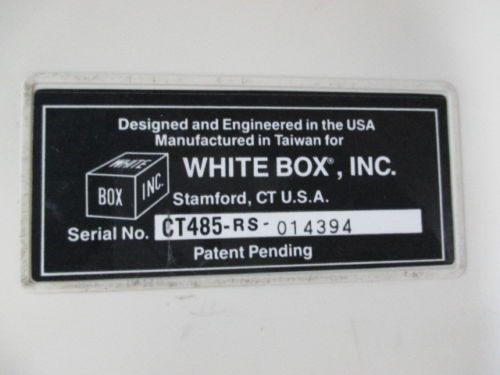 Designed and Engineered in the USA
Manufactured in Taiwan for
WHITE
BOX INC.
WHITE BOX®, INC.
Stamford, CT U.S.A.
Serial No. CT485-RS-014394
Patent Pending